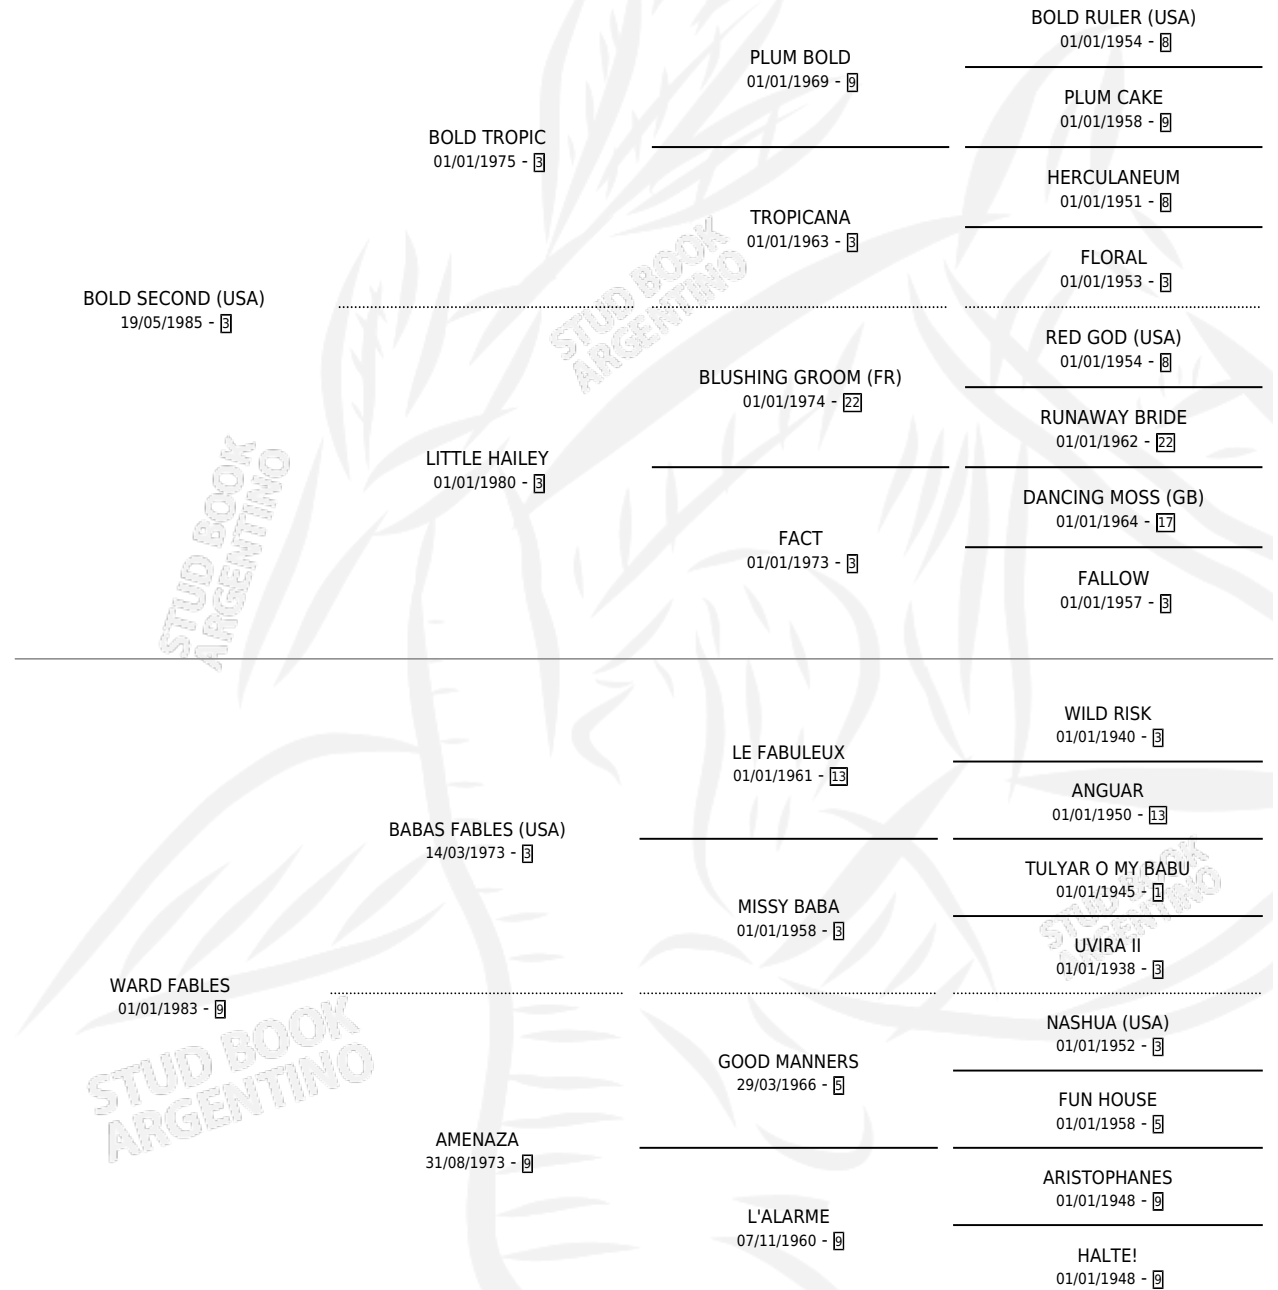 BOLD RULER (USA)
01/01/1954 - 8
PLUM BOLD
01/01/1969 - 9
PLUM CAKE
01/01/1958 - 9
BOLD TROPIC
01/01/1975 - 3
HERCULANEUM
01/01/1951 - 8
TROPICANA
01/01/1963 - 3
FLORAL
01/01/1953 - 3
BOLD SECOND (USA)
19/05/1985 - 3
RED GOD (USA)
01/01/1954 - 8
BLUSHING GROOM (FR)
01/01/1974 - 22
RUNAWAY BRIDE
01/01/1962 - 22
LITTLE HAILEY
01/01/1980 - 3
DANCING MOSS (GB)
01/01/1964 - 17
FACT
01/01/1973 - 3
FALLOW
01/01/1957 - 3
WILD RISK
01/01/1940 - 3
LE FABULEUX
01/01/1961 - 13
ANGUAR
01/01/1950 - 13
BABAS FABLES (USA)
14/03/1973 - 3
TULYAR O MY BABU
01/01/1945 - 1
MISSY BABA
01/01/1958 - 3
UVIRA II
01/01/1938 - 3
WARD FABLES
01/01/1983 - 9
NASHUA (USA)
01/01/1952 - 3
GOOD MANNERS
29/03/1966 - 5
FUN HOUSE
01/01/1958 - 5
AMENAZA
31/08/1973 - 9
ARISTOPHANES
01/01/1948 - 9
L'ALARME
07/11/1960 - 9
HALTE!
01/01/1948 - 9
STUD BOOK
ARGENTINO
STUD BOOK
ARGENTINO
STUD BOOK
ARGENTINO
STUD BOOK
ARGENTINO